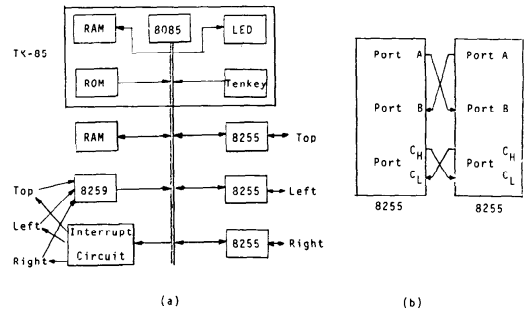 RAM 8085 LED
TK-85
ROM Tenkey
RAM 8255 Top
Top 8259 8255 Left
Left Interrupt
Right Circuit 8255 Right
(a)
Port A Port A
Port B Port B
Port CH CL Port CH CL
8255 8255
(b)